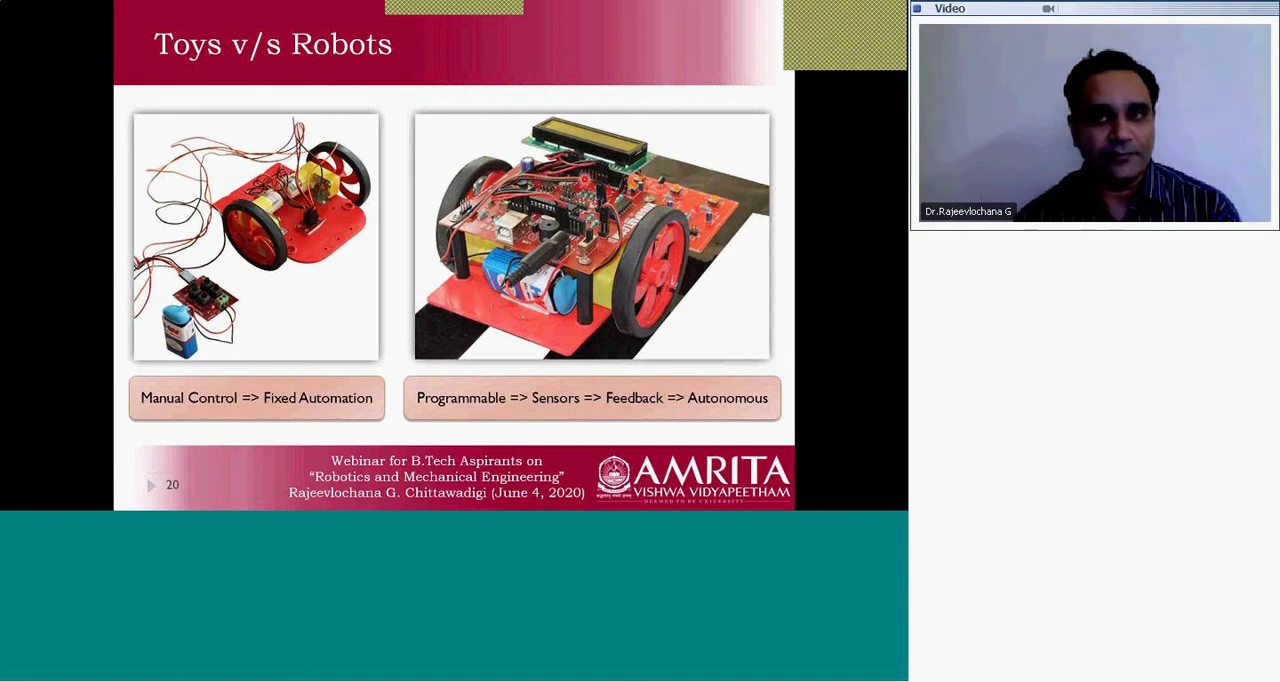 Toys v/s Robots
Manual Control => Fixed Automation
Programmable => Sensors => Feedback => Autonomous
20
Webinar for B.Tech Aspirants on
“Robotics and Mechanical Engineering”
Rajeevlochana G. Chittawadigi (June 4, 2020)
AMRITA
VISHWA VIDYAPEETHAM
DEEMED TO BE UNIVERSITY
Video
Dr.Rajeevlochana G